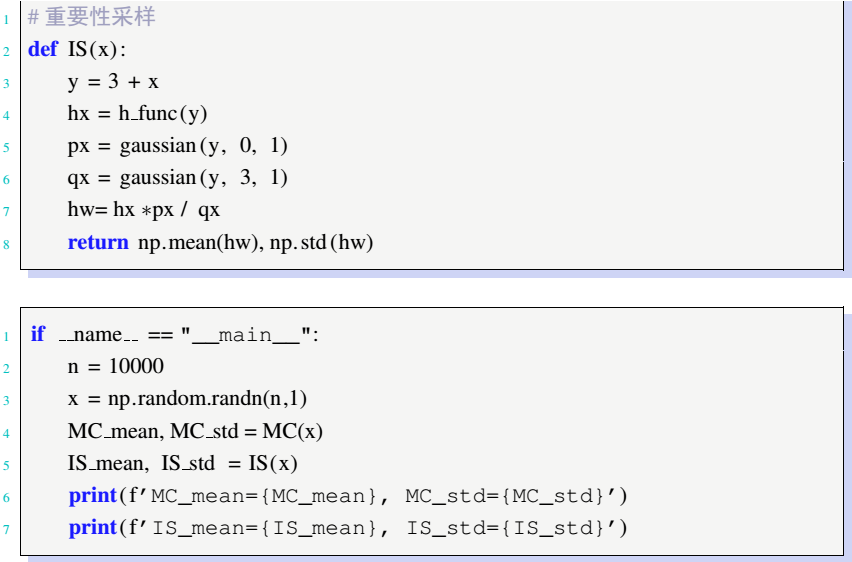 1 # 重要性采样
2 def IS(x):
3 y = 3 + x
4 hx = h_func(y)
5 px = gaussian(y, 0, 1)
6 qx = gaussian(y, 3, 1)
7 hw= hx *px / qx
8 return np.mean(hw), np.std(hw)
1 if __name__ == "__main__":
2 n = 10000
3 x = np.random.randn(n,1)
4 MC_mean, MC_std = MC(x)
5 IS_mean, IS_std = IS(x)
6 print(f'MC_mean={MC_mean}, MC_std={MC_std}')
7 print(f'IS_mean={IS_mean}, IS_std={IS_std}')